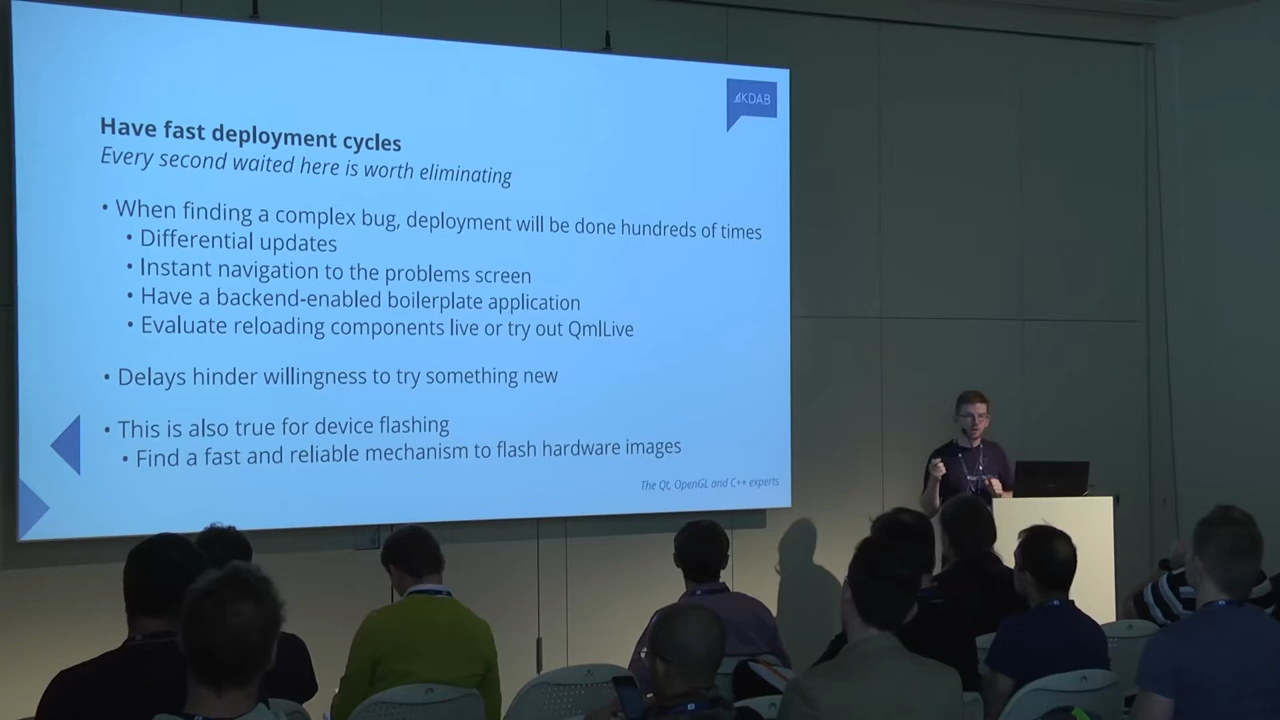 KDAB
Have fast deployment cycles
Every second waited here is worth eliminating
• When finding a complex bug, deployment will be done hundreds of times
• Differential updates
• Instant navigation to the problems screen
• Have a backend-enabled boilerplate application
• Evaluate reloading components live or try out QmlLive
• Delays hinder willingness to try something new
• This is also true for device flashing
• Find a fast and reliable mechanism to flash hardware images
The Qt, OpenGL and C++ experts